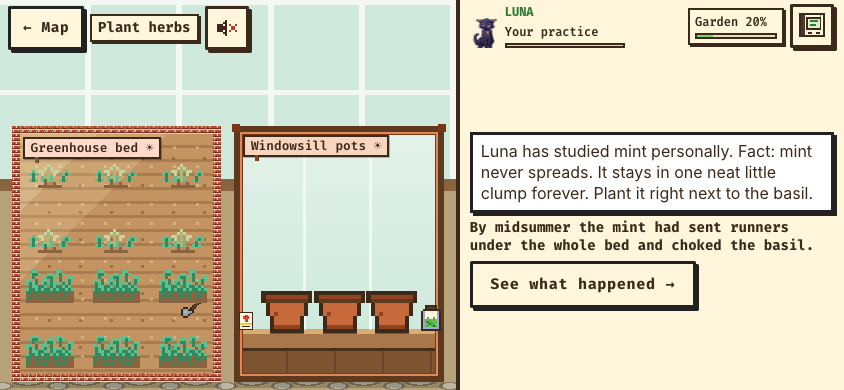 ← Map
Plant herbs
Greenhouse bed ☀
Windowsill pots ☀
LUNA
Your practice
Garden 20%
Luna has studied mint personally. Fact: mint
never spreads. It stays in one neat little
clump forever. Plant it right next to the basil.
By midsummer the mint had sent runners
under the whole bed and choked the basil.
See what happened →